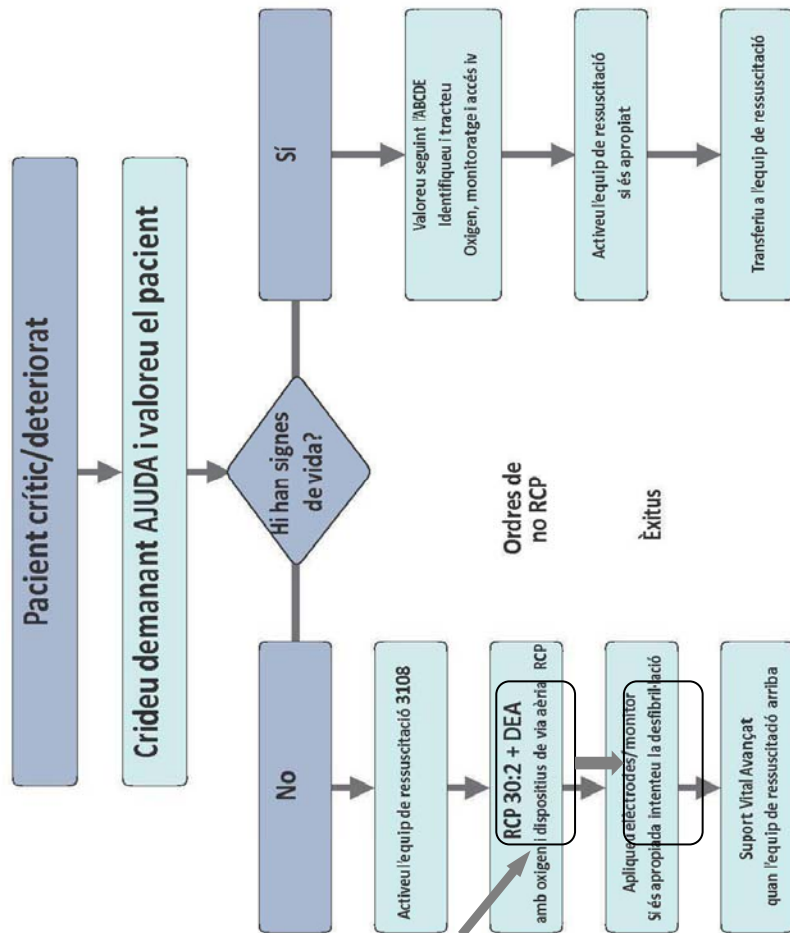 Pacient crític/deteriorat
Crideu demanant AJUDA i valoreu el pacient
Hi han signes
de vida?
No
Activeu l'equip de ressuscitació 3108
RCP 30:2 + DEA
amb oxigen i dispositius de via aèria RCP
Apliqueu elèctrodes/monitor
Si és apropiada intenteu la desfibril·lació
Suport Vital Avançat
quan l'equip de ressuscitació arriba
Ordres de
no RCP
Èxitus
Sí
Valoreu seguint l'ABCDE
Identifiqueu i tracteu
Oxigen, monitoratge i accés iv
Activeu l'equip de ressuscitació
si és apropiat
Transferiu a l'equip de ressuscitació